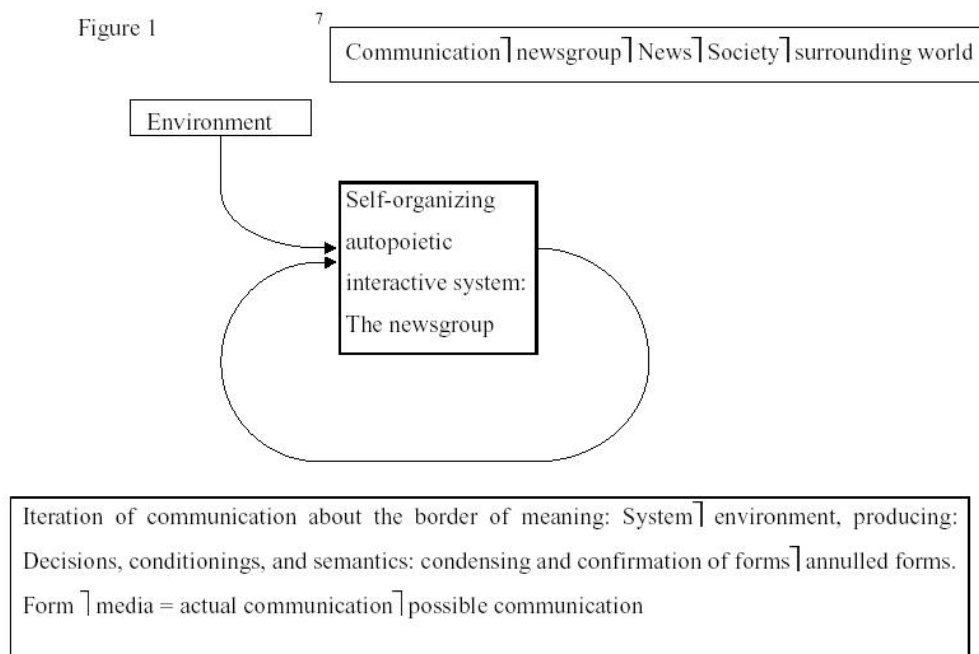 Figure 1
7
Communication⏋newsgroup⏋News⏋Society⏋surrounding world
Environment
Self-organizing
autopoietic
interactive system:
The newsgroup
Iteration of communication about the border of meaning: System⏋ environment, producing:
Decisions, conditionings, and semantics: condensing and confirmation of forms⏋annulled forms.
Form ⏋ media = actual communication⏋possible communication